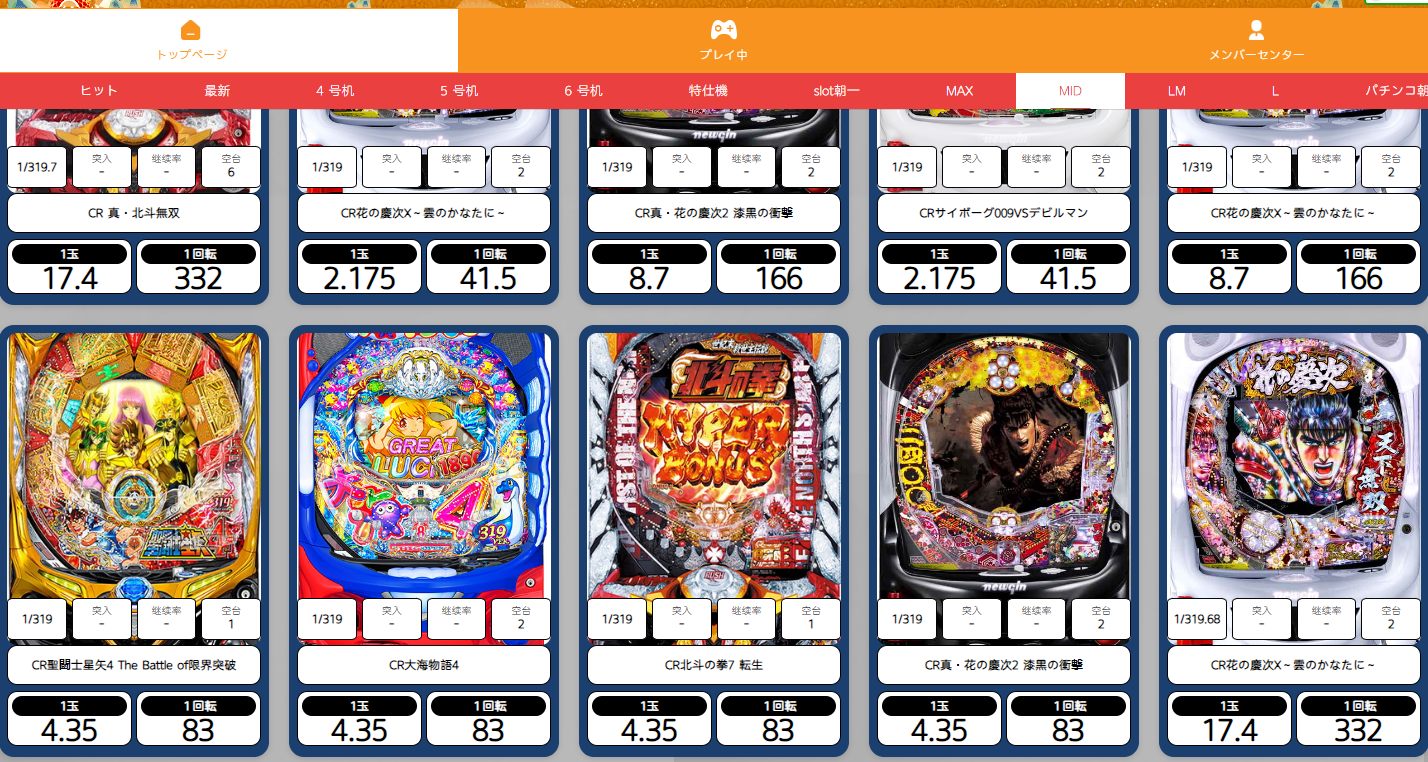 トップページ
プレイ中
メンバーセンター
ヒット 最新 4 号机 5 号机 6 号机 特仕機 slot朝一 MAX MID LM L パチンコ朝
newgin newgin newgin newgin newgin
1/319.7 突入 - 継续率 - 空台 6
CR 真・北斗無双
1玉 17.4 1回転 332
1/319 突入 - 継续率 - 空台 2
CR花の慶次X～雲のかなたに～
1玉 2.175 1回転 41.5
1/319 突入 - 継续率 - 空台 2
CR真・花の慶次2 漆黒の衝撃
1玉 8.7 1回転 166
1/319 突入 - 継续率 - 空台 2
CRサイボーグ009VSデビルマン
1玉 2.175 1回転 41.5
1/319 突入 - 継续率 - 空台 2
CR花の慶次X～雲のかなたに～
1玉 8.7 1回転 166
1/319 突入 - 継续率 - 空台 1
CR聖闘士星矢4 The Battle of限界突破
1玉 4.35 1回転 83
GREAT
319
1/319 突入 - 継续率 - 空台 2
CR大海物語4
1玉 4.35 1回転 83
北斗の拳
HYPER
BONUS
RUSH
1/319 突入 - 継续率 - 空台 1
CR北斗の拳7 転生
1玉 4.35 1回転 83
newgin
1/319 突入 - 継续率 - 空台 2
CR真・花の慶次2 漆黒の衝撃
1玉 4.35 1回転 83
花の慶次
天下無双
1/319.68 突入 - 継续率 - 空台 2
CR花の慶次X～雲のかなたに～
1玉 17.4 1回転 332